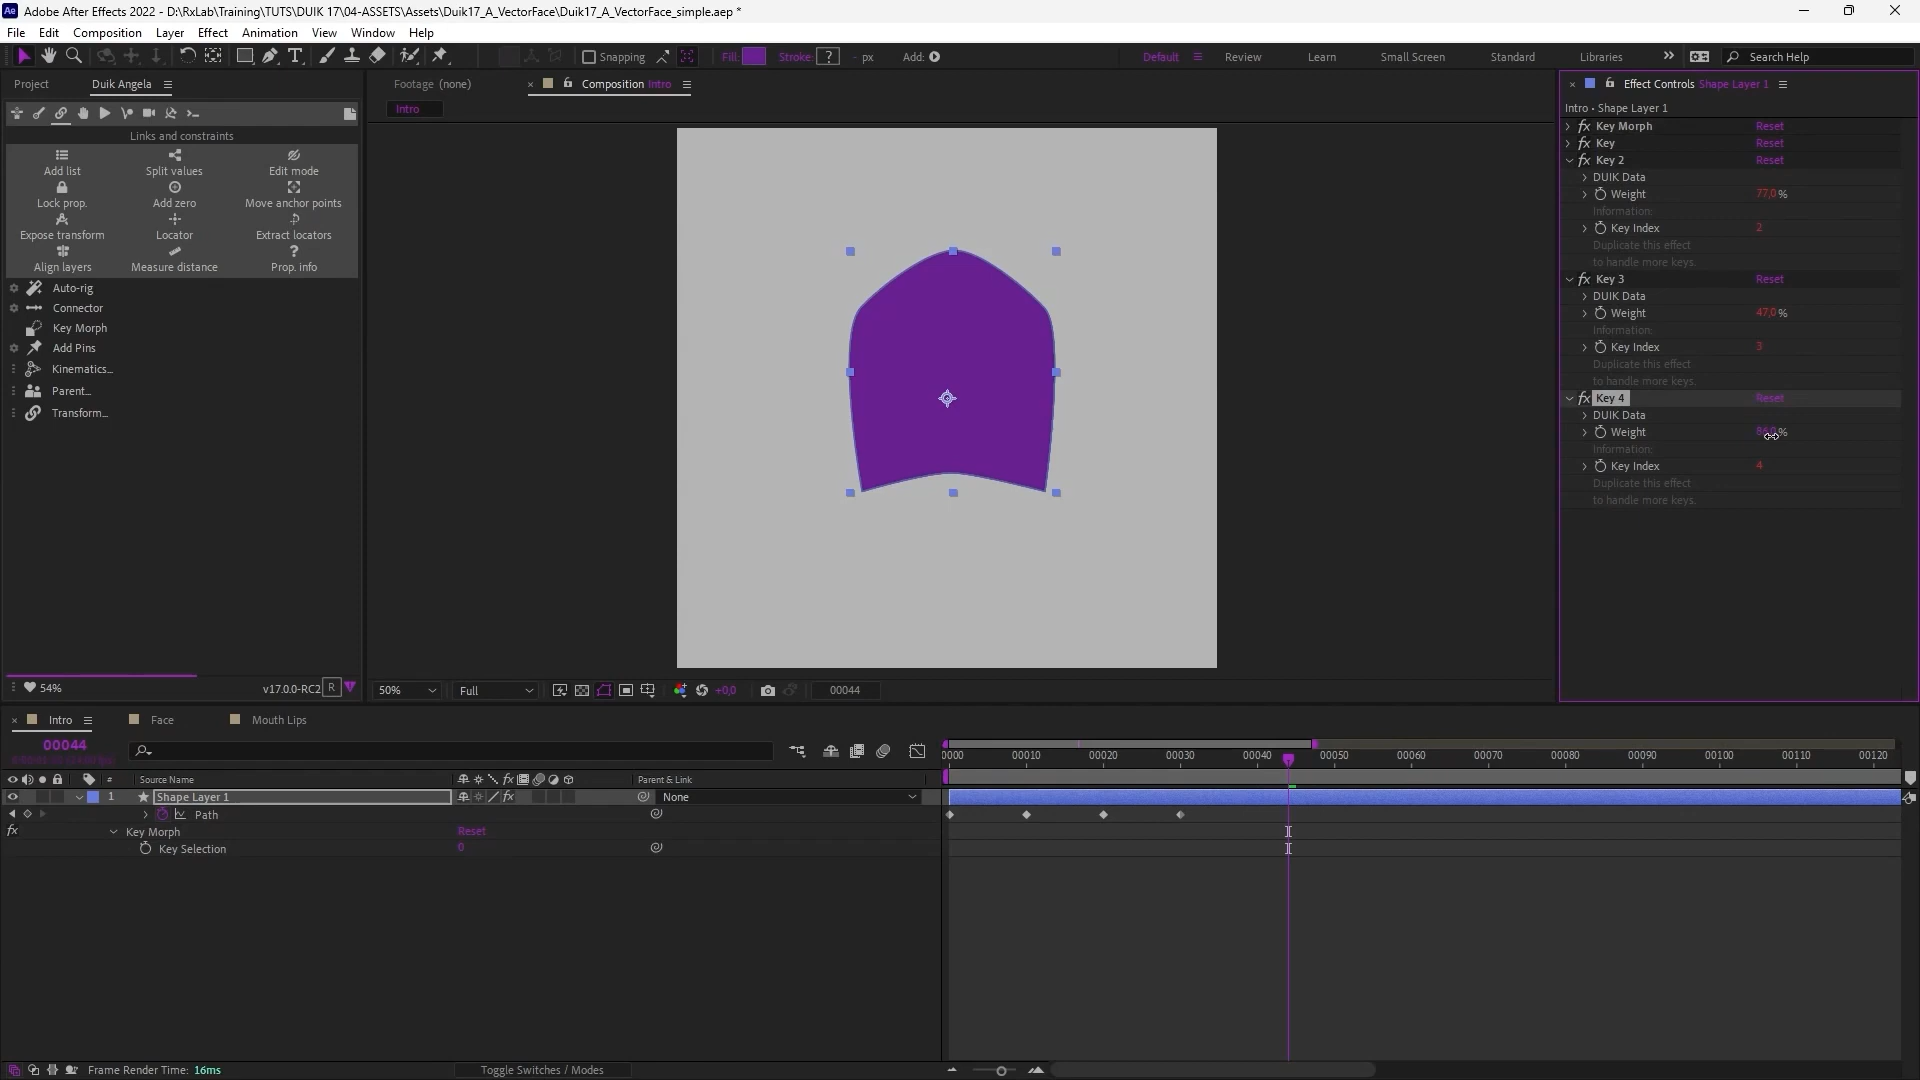 Adobe After Effects 2022 - D:\RxLab\Training\TUTS\DUIK 17\04-ASSETS\Assets\Duik17_A_VectorFace\Duik17_A_VectorFace_simple.aep *
File Edit Composition Layer Effect Animation View Window Help
Snapping Fill: Stroke: ? - px Add: Default Review Learn Small Screen Standard Libraries Search Help
Project Duik Angela
Footage (none) Composition Intro
Effect Controls Shape Layer 1
Intro
Intro • Shape Layer 1
Links and constraints
Add list Split values Edit mode
Lock prop. Add zero Move anchor points
Expose transform Locator Extract locators
Align layers Measure distance Prop. info
Auto-rig
Connector
Key Morph
Add Pins
Kinematics...
Parent...
Transform...
54% v17.0.0-RC2 R
Key Morph Reset
Key Reset
Key 2 Reset
DUIK Data
Weight 77,0 %
Information:
Key Index 2
Duplicate this effect
to handle more keys.
Key 3 Reset
DUIK Data
Weight 47,0 %
Information:
Key Index 3
Duplicate this effect
to handle more keys.
Key 4 Reset
DUIK Data
Weight %
Information:
Key Index 4
Duplicate this effect
to handle more keys.
50% Full +0,0 00044
Intro Face Mouth Lips
00044
0000 00010 00020 00030 00040 00050 00060 00070 00080 00090 00100 00110 00120
# Source Name Parent & Link
1 Shape Layer 1 None
Path
Key Morph Reset
Key Selection 0
Frame Render Time: 16ms Toggle Switches / Modes